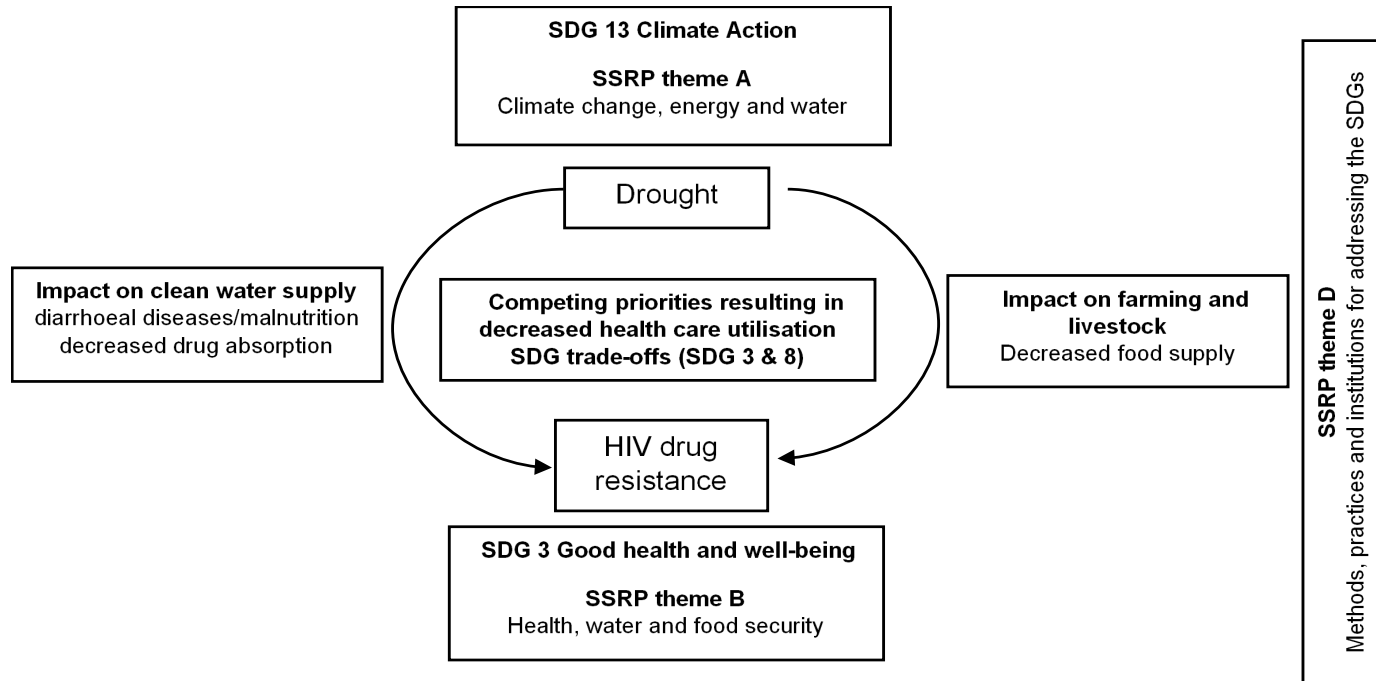 SDG 13 Climate Action
SSRP theme A
Climate change, energy and water
Drought
Impact on clean water supply
diarrhoeal diseases/malnutrition
decreased drug absorption
Competing priorities resulting in
decreased health care utilisation
SDG trade-offs (SDG 3 & 8)
Impact on farming and
livestock
Decreased food supply
HIV drug
resistance
SDG 3 Good health and well-being
SSRP theme B
Health, water and food security
SSRP theme D
Methods, practices and institutions for addressing the SDGs